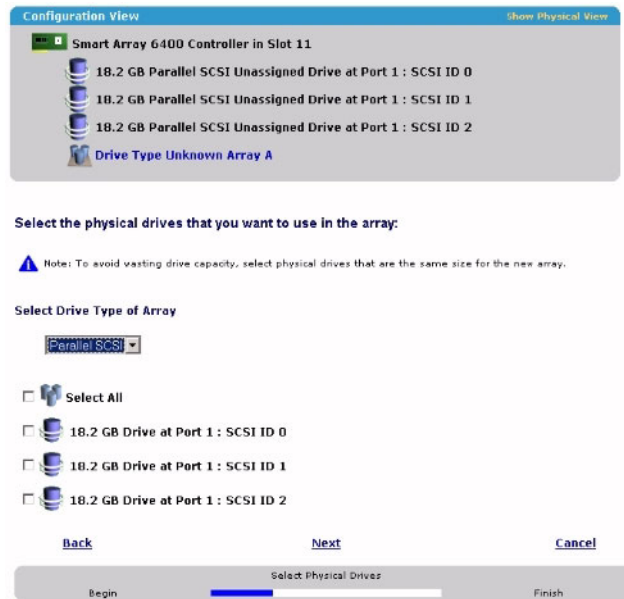 Configuration View
Show Physical View
Smart Array 6400 Controller in Slot 11
18.2 GB Parallel SCSI Unassigned Drive at Port 1 : SCSI ID 0
18.2 GB Parallel SCSI Unassigned Drive at Port 1 : SCSI ID 1
18.2 GB Parallel SCSI Unassigned Drive at Port 1 : SCSI ID 2
Drive Type Unknown Array A
Select the physical drives that you want to use in the array:
Note: To avoid wasting drive capacity, select physical drives that are the same size for the new array.
Select Drive Type of Array
Parallel SCSI
Select All
18.2 GB Drive at Port 1 : SCSI ID 0
18.2 GB Drive at Port 1 : SCSI ID 1
18.2 GB Drive at Port 1 : SCSI ID 2
Back Next Cancel
Select Physical Drives
Begin Finish